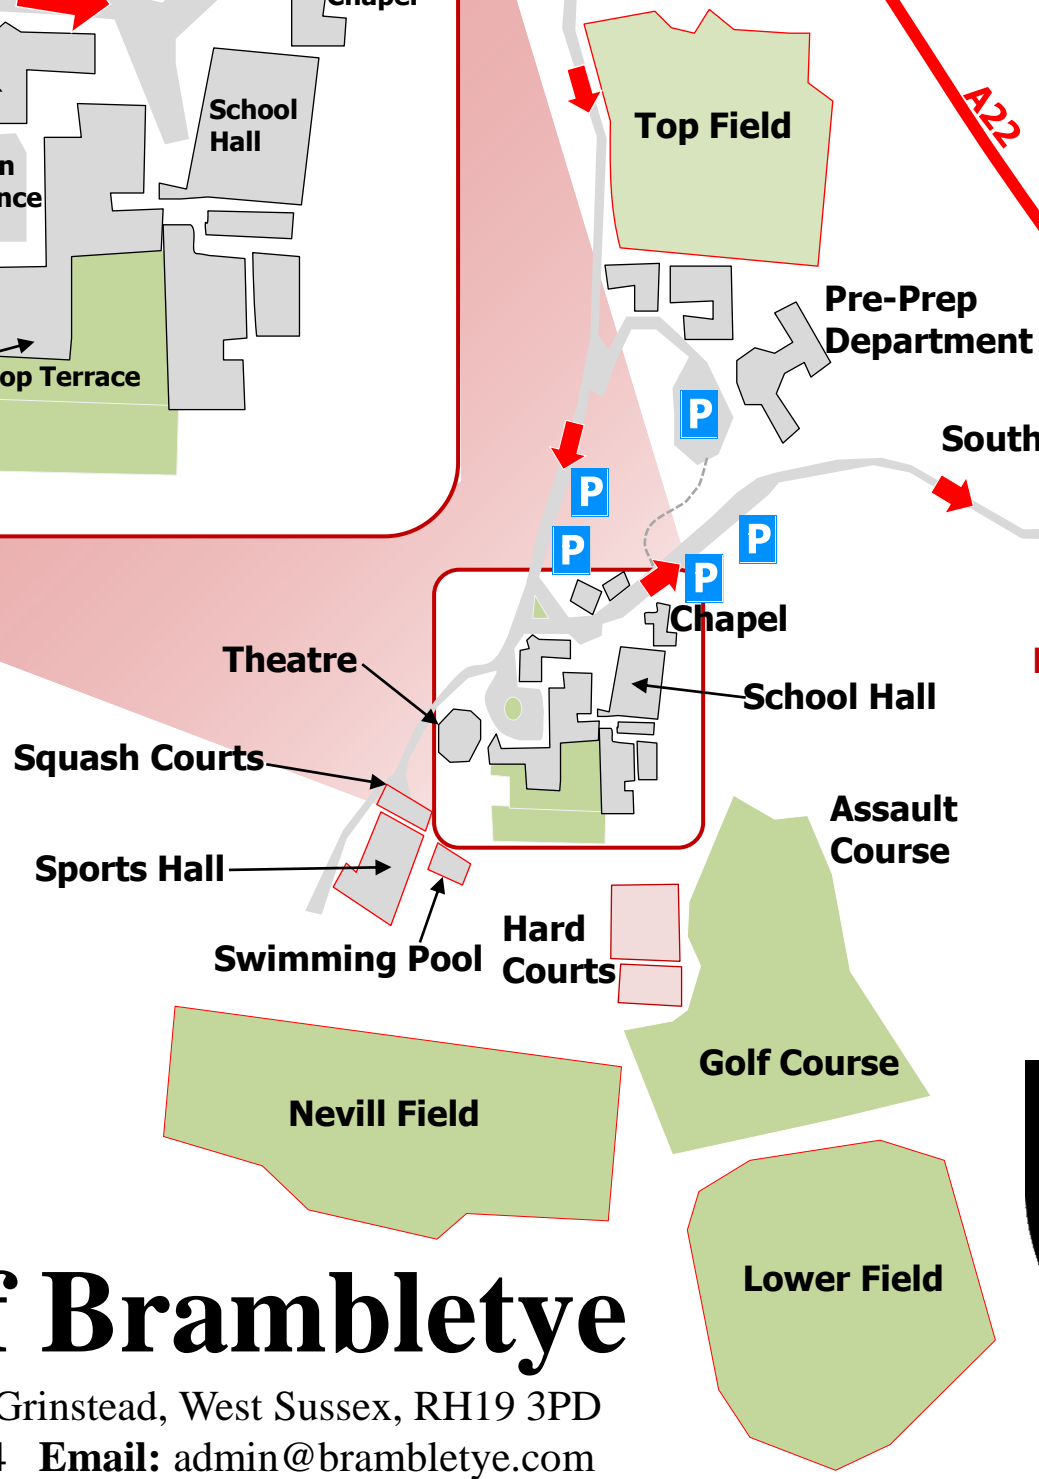 Chapel
School
Hall
op Terrace
Top Field
A22
Pre-Prep
Department
South
P
P
P
P
P
Chapel
Theatre
School Hall
Squash Courts
Assault
Course
Sports Hall
Hard
Courts
Swimming Pool
Golf Course
Nevill Field
Lower Field
f Brambletye
Grinstead, West Sussex, RH19 3PD
4 Email: admin@brambletye.com